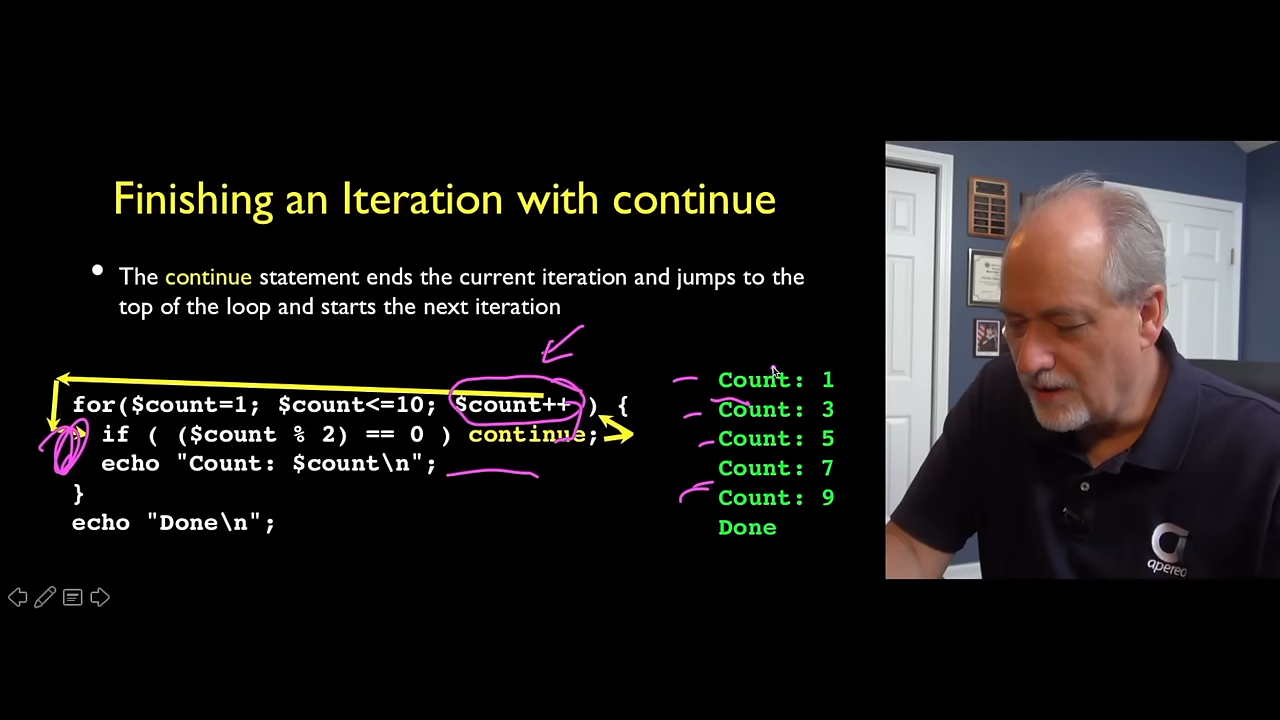 Finishing an Iteration with continue
• The continue statement ends the current iteration and jumps to the
top of the loop and starts the next iteration
for($count=1; $count<=10; $count++ ) {
if ( ($count % 2) == 0 ) continue;
echo "Count: $count\n";
}
echo "Done\n";
Count: 1
Count: 3
Count: 5
Count: 7
Count: 9
Done
apereo